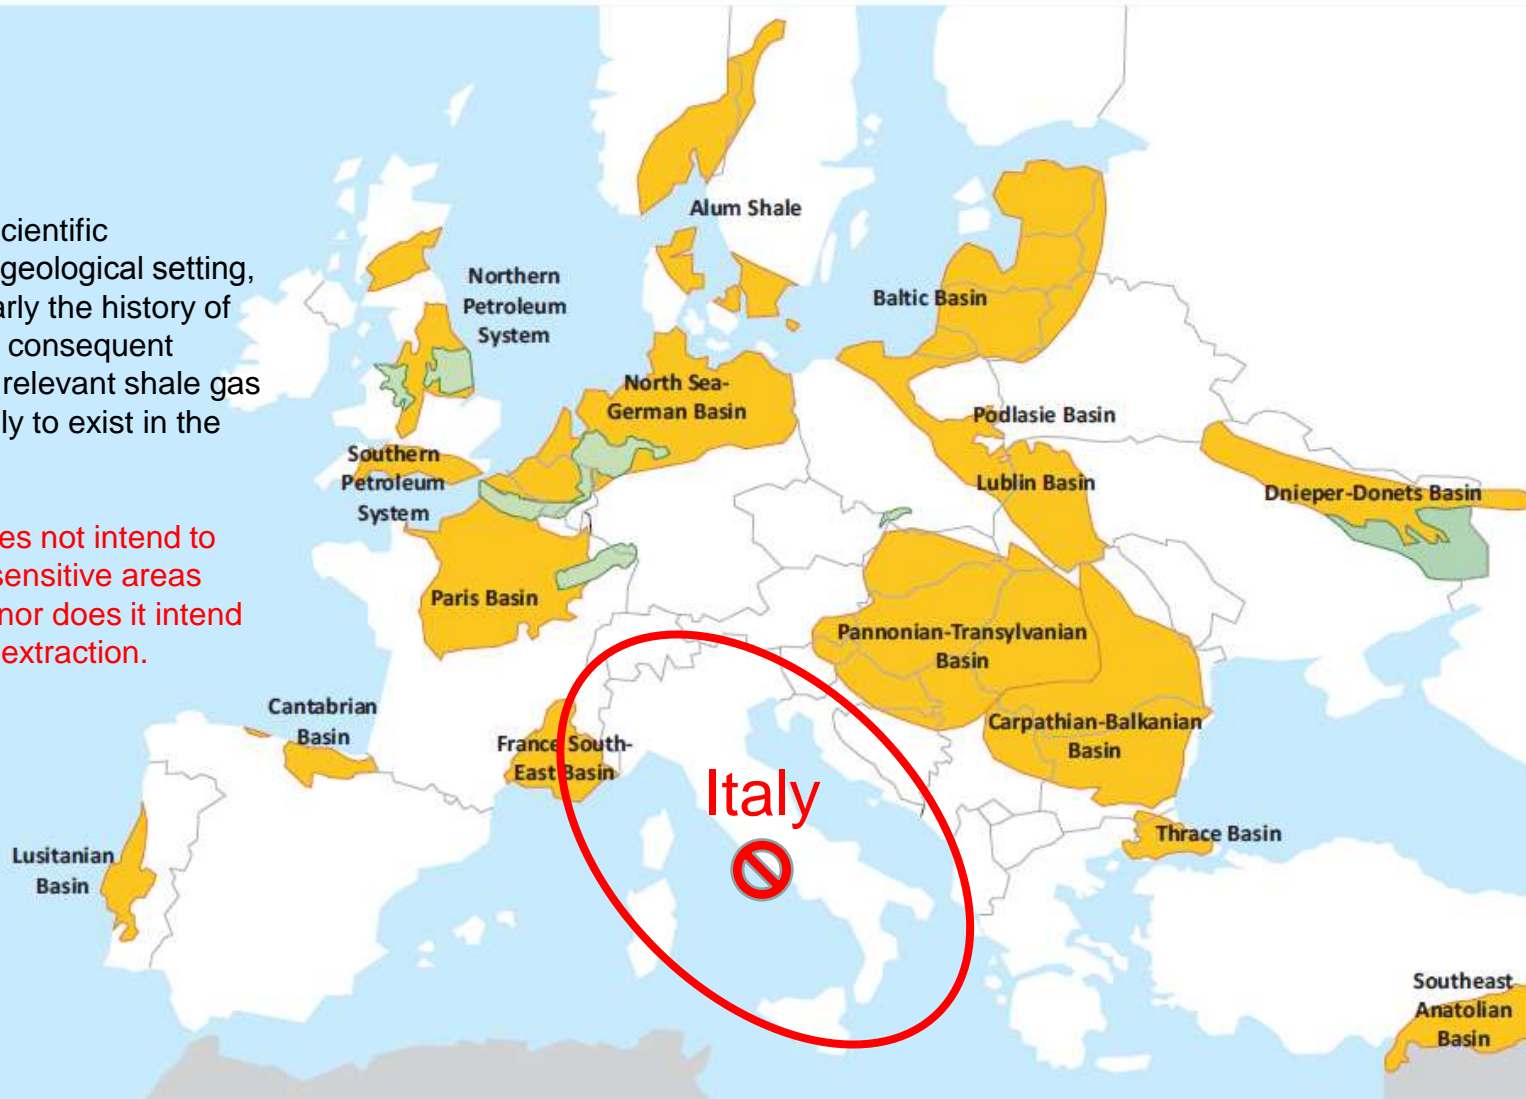 cientific
geological setting,
arly the history of
consequent
relevant shale gas
ly to exist in the
es not intend to
sensitive areas
nor does it intend
extraction.
Alum Shale
Northern
Petroleum
System
Baltic Basin
North Sea-
German Basin
Podlasie Basin
Southern
Petroleum
System
Lublin Basin
Dnieper-Donets Basin
Paris Basin
Pannonian-Transylvanian
Basin
Cantabrian
Basin
France South-
East Basin
Carpathian-Balkanian
Basin
Italy
Thrace Basin
Lusitanian
Basin
Southeast
Anatolian
Basin